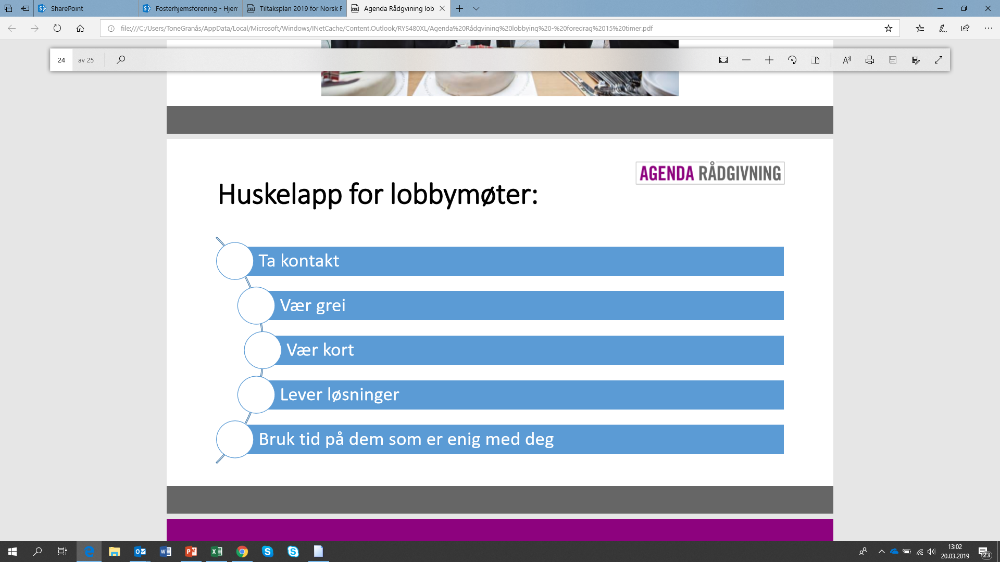 SharePoint
Fosterhjemsforening - Hjem
Tiltaksplan 2019 for Norsk F
Agenda Rådgvining lob
file:///C:/Users/ToneGranås/AppData/Local/Microsoft/Windows/INetCache/Content.Outlook/RYS480XL/Agenda%20Rådgvining%20lobbying%20-%20foredrag%2015%20timer.pdf
24 av 25
AGENDA RÅDGIVNING
Huskelapp for lobbymøter:
Ta kontakt
Vær grei
Vær kort
Lever løsninger
Bruk tid på dem som er enig med deg
13:02
20.03.2019
23